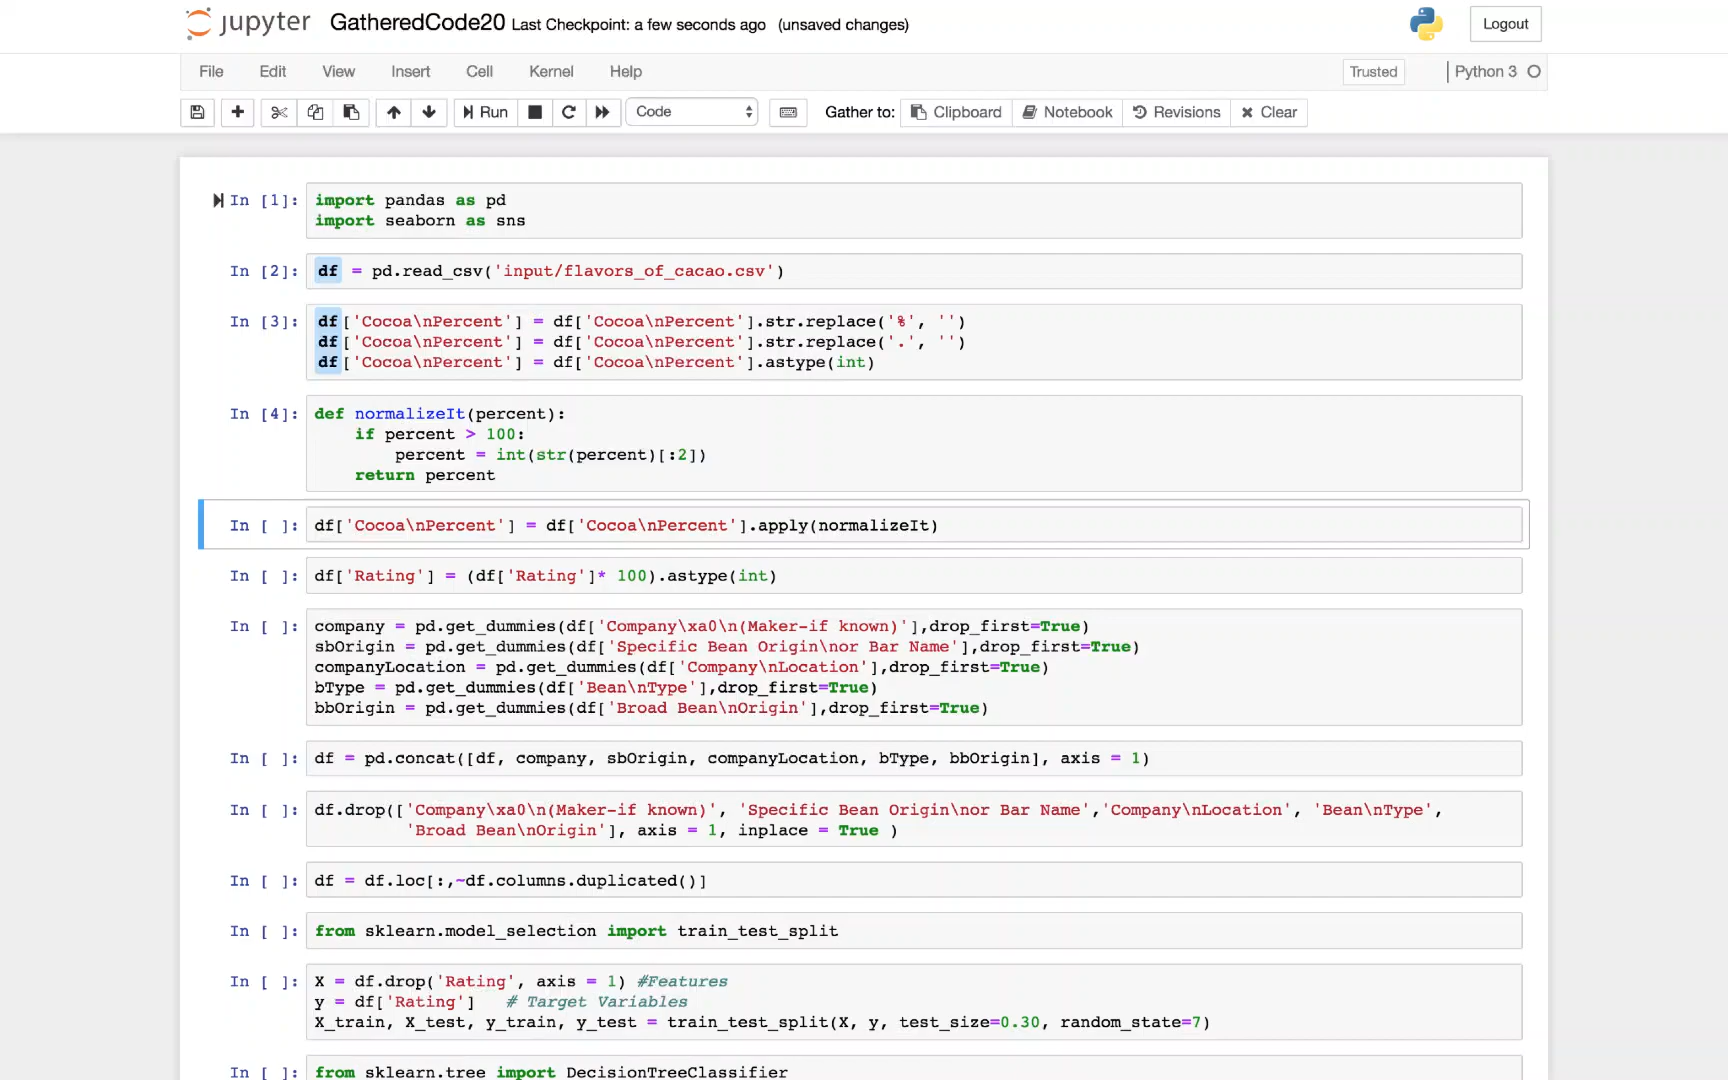 jupyter GatheredCode20 Last Checkpoint: a few seconds ago (unsaved changes) Logout
File Edit View Insert Cell Kernel Help Trusted Python 3
Run Code Gather to: Clipboard Notebook Revisions Clear
In [1]: import pandas as pd
import seaborn as sns
In [2]: df = pd.read_csv('input/flavors_of_cacao.csv')
In [3]: df['Cocoa\nPercent'] = df['Cocoa\nPercent'].str.replace('%', '')
df['Cocoa\nPercent'] = df['Cocoa\nPercent'].str.replace('.', '')
df['Cocoa\nPercent'] = df['Cocoa\nPercent'].astype(int)
In [4]: def normalizeIt(percent):
if percent > 100:
percent = int(str(percent)[:2])
return percent
In [ ]: df['Cocoa\nPercent'] = df['Cocoa\nPercent'].apply(normalizeIt)
In [ ]: df['Rating'] = (df['Rating']* 100).astype(int)
In [ ]: company = pd.get_dummies(df['Company\xa0\n(Maker-if known)'],drop_first=True)
sbOrigin = pd.get_dummies(df['Specific Bean Origin\nor Bar Name'],drop_first=True)
companyLocation = pd.get_dummies(df['Company\nLocation'],drop_first=True)
bType = pd.get_dummies(df['Bean\nType'],drop_first=True)
bbOrigin = pd.get_dummies(df['Broad Bean\nOrigin'],drop_first=True)
In [ ]: df = pd.concat([df, company, sbOrigin, companyLocation, bType, bbOrigin], axis = 1)
In [ ]: df.drop(['Company\xa0\n(Maker-if known)', 'Specific Bean Origin\nor Bar Name','Company\nLocation', 'Bean\nType',
'Broad Bean\nOrigin'], axis = 1, inplace = True )
In [ ]: df = df.loc[:,~df.columns.duplicated()]
In [ ]: from sklearn.model_selection import train_test_split
In [ ]: X = df.drop('Rating', axis = 1) #Features
y = df['Rating'] # Target Variables
X_train, X_test, y_train, y_test = train_test_split(X, y, test_size=0.30, random_state=7)
In [ ]: from sklearn.tree import DecisionTreeClassifier